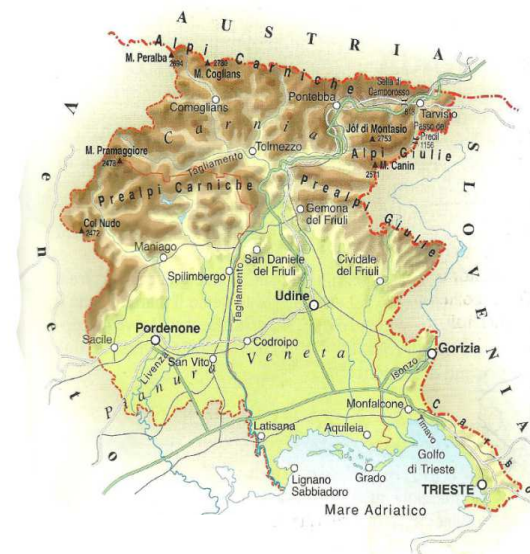 AUSTRIA
Alpi Carniche
M. Peralba
2694
2780
M. Coglians
Sella di
Camporosso
Pontebba
Tarvisio
Comeglians
Passo del
Predil
1156
Carnia
Jôf di Montasio
2753
Tolmezzo
M. Pramaggiore
2478
Alpi Giulie
Tagliamento
M. Canin
2571
Prealpi Carniche
Prealpi Giulie
SLOVENIA
Veneto
Gemona
del Friuli
Col Nudo
2472
Maniago
San Daniele
del Friuli
Cividale
del Friuli
Spilimbergo
Tagliamento
Udine
Pordenone
Sacile
Codroipo
Gorizia
Livenza
San Vito
Pianura Veneta
Isonzo
Carso
Monfalcone
Latisana
Aquileia
Timavo
Golfo
di Trieste
Lignano
Sabbiadoro
Grado
TRIESTE
Mare Adriatico